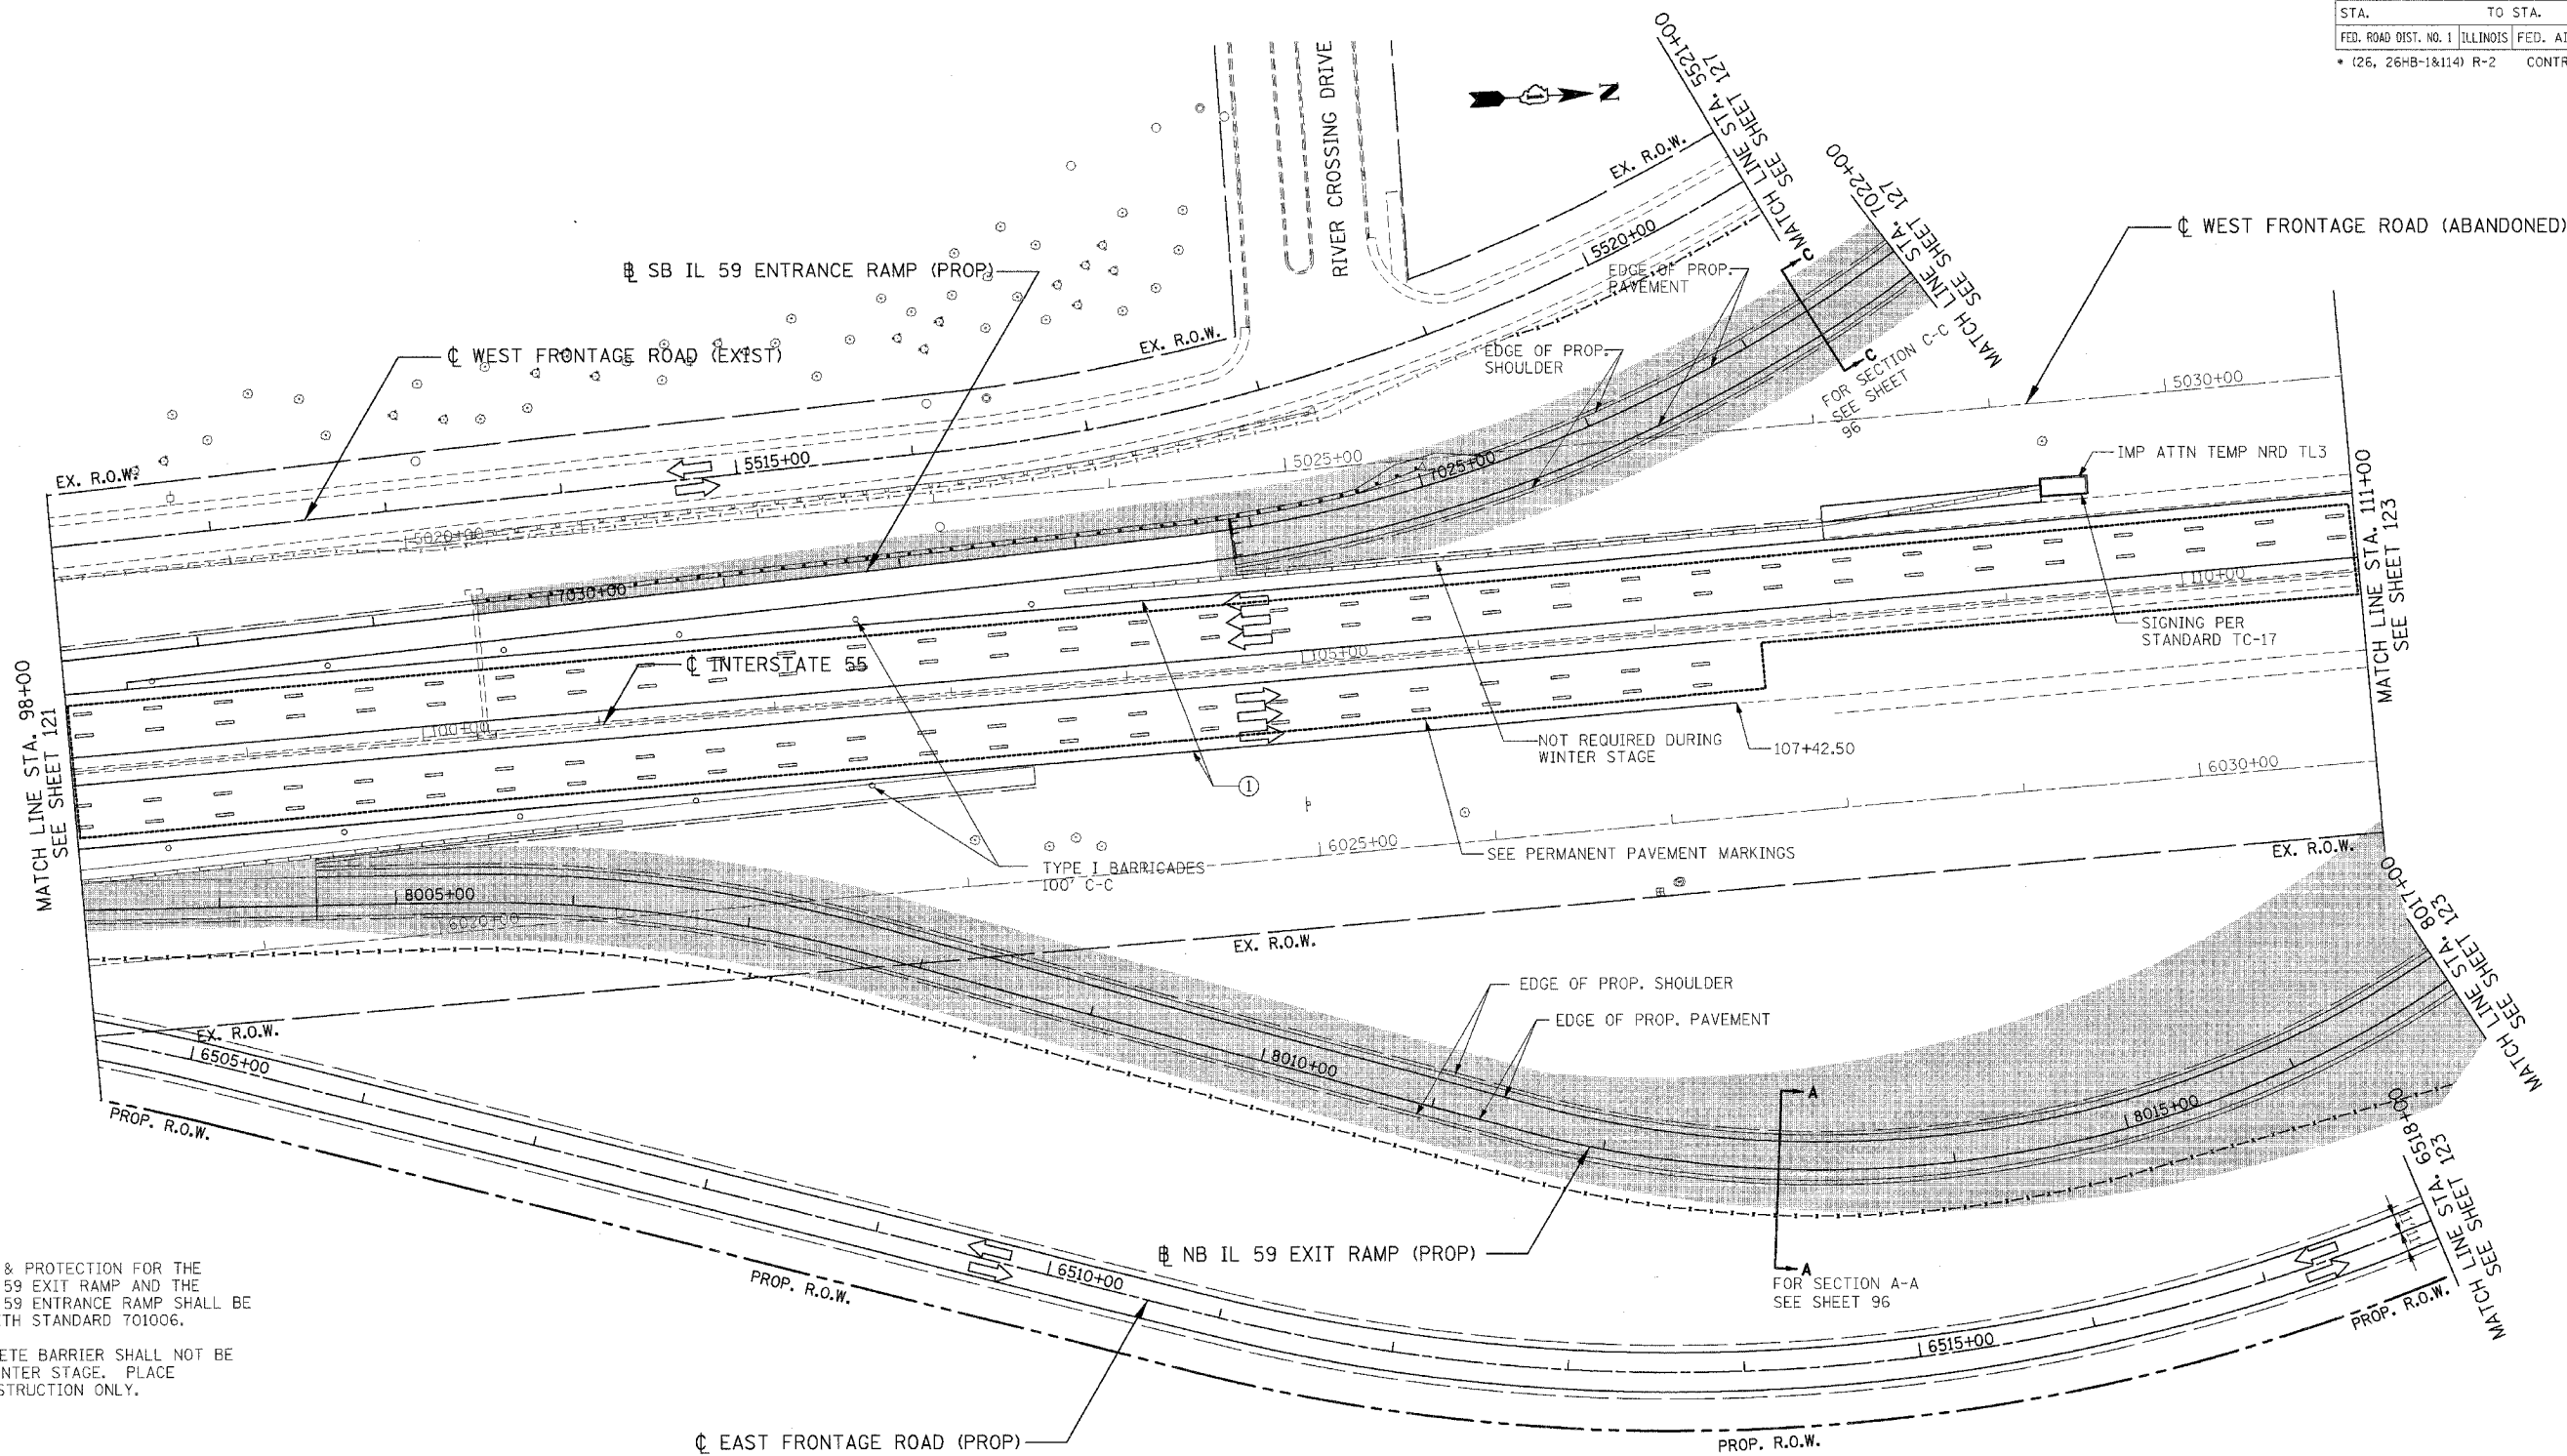 STA. TO STA.
FED. ROAD DIST. NO. 1 ILLINOIS FED.
* (26, 26HB-1&114) R-2
RIVER CROSSING DRIVE
N
MATCH LINE STA. 5521+00
SEE SHEET 127
MATCH LINE STA. 7022+00
SEE SHEET 127
℄ WEST FRONTAGE ROAD (ABANDONED)
EX. R.O.W.
5520+00
EDGE OF PROP.
PAVEMENT
C
C
FOR SECTION C-C
SEE SHEET
96
EDGE OF PROP.
SHOULDER
EX. R.O.W.
SB IL 59 ENTRANCE RAMP (PROP)
℄ WEST FRONTAGE ROAD (EXIST)
EX. R.O.W.
5515+00
5020+00
5025+00
7025+00
5030+00
IMP ATTN TEMP NRD TL3
7030+00
110+00
SIGNING PER
STANDARD TC-17
MATCH LINE STA. 111+00
SEE SHEET 123
MATCH LINE STA. 98+00
SEE SHEET 121
℄ INTERSTATE 55
100+00
105+00
NOT REQUIRED DURING
WINTER STAGE
107+42.50
1
6030+00
TYPE I BARRICADES
100' C-C
6025+00
SEE PERMANENT PAVEMENT MARKINGS
EX. R.O.W.
8005+00
6020+00
EX. R.O.W.
MATCH LINE STA. 8017+00
SEE SHEET 123
EDGE OF PROP. SHOULDER
EDGE OF PROP. PAVEMENT
EX. R.O.W.
6505+00
8010+00
A
8015+00
PROP. R.O.W.
MATCH LINE STA. 6518+00
SEE SHEET 123
11'
11'
NB IL 59 EXIT RAMP (PROP)
A
FOR SECTION A-A
SEE SHEET 96
6510+00
PROP. R.O.W.
& PROTECTION FOR THE
59 EXIT RAMP AND THE
59 ENTRANCE RAMP SHALL BE
STANDARD 701006.
BARRIER SHALL NOT BE
STAGE. PLACE
ONLY.
6515+00
PROP. R.O.W.
℄ EAST FRONTAGE ROAD (PROP)
PROP. R.O.W.